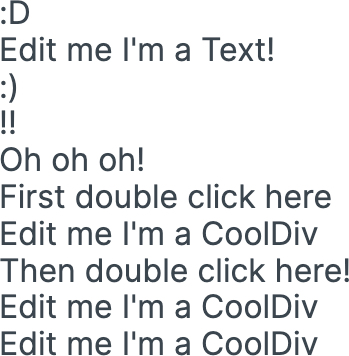 :D
Edit me I'm a Text!
:)
!!
Oh oh oh!
First double click here
Edit me I'm a CoolDiv
Then double click here!
Edit me I'm a CoolDiv
Edit me I'm a CoolDiv